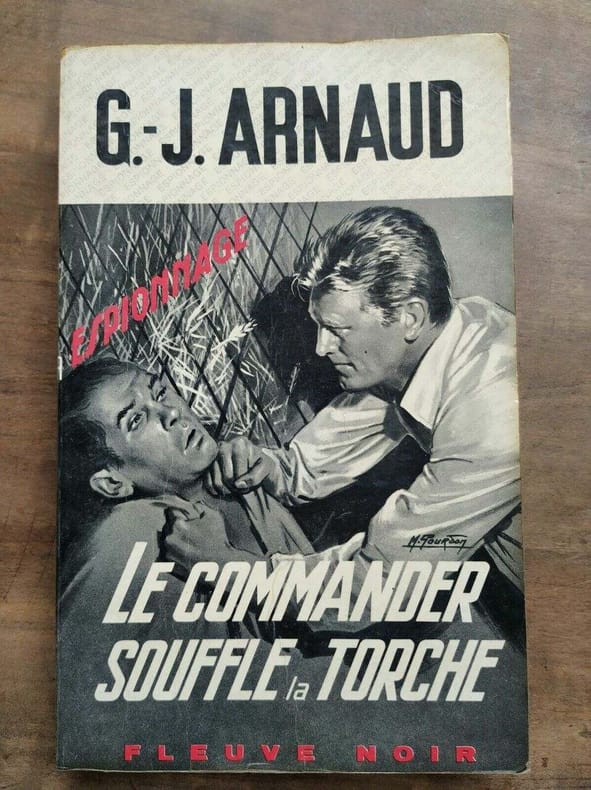 G.-J. ARNAUD
ESPIONNAGE
M. Gourdon
LE COMMANDER
SOUFFLE la TORCHE
FLEUVE NOIR